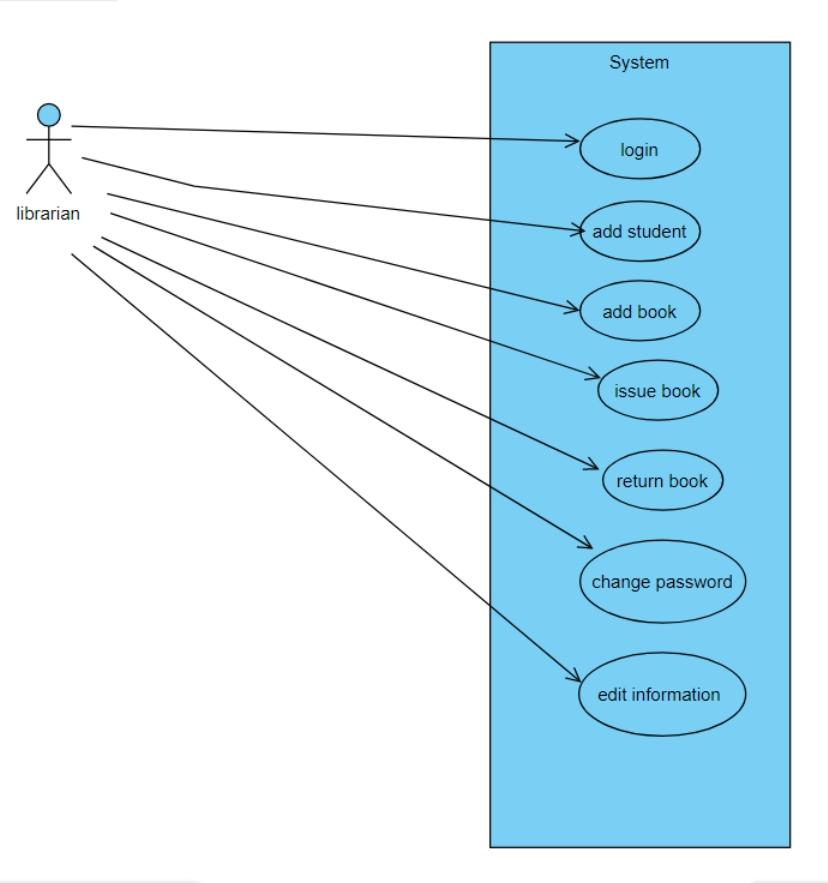 System
login
librarian
add student
add book
issue book
return book
change password
edit information